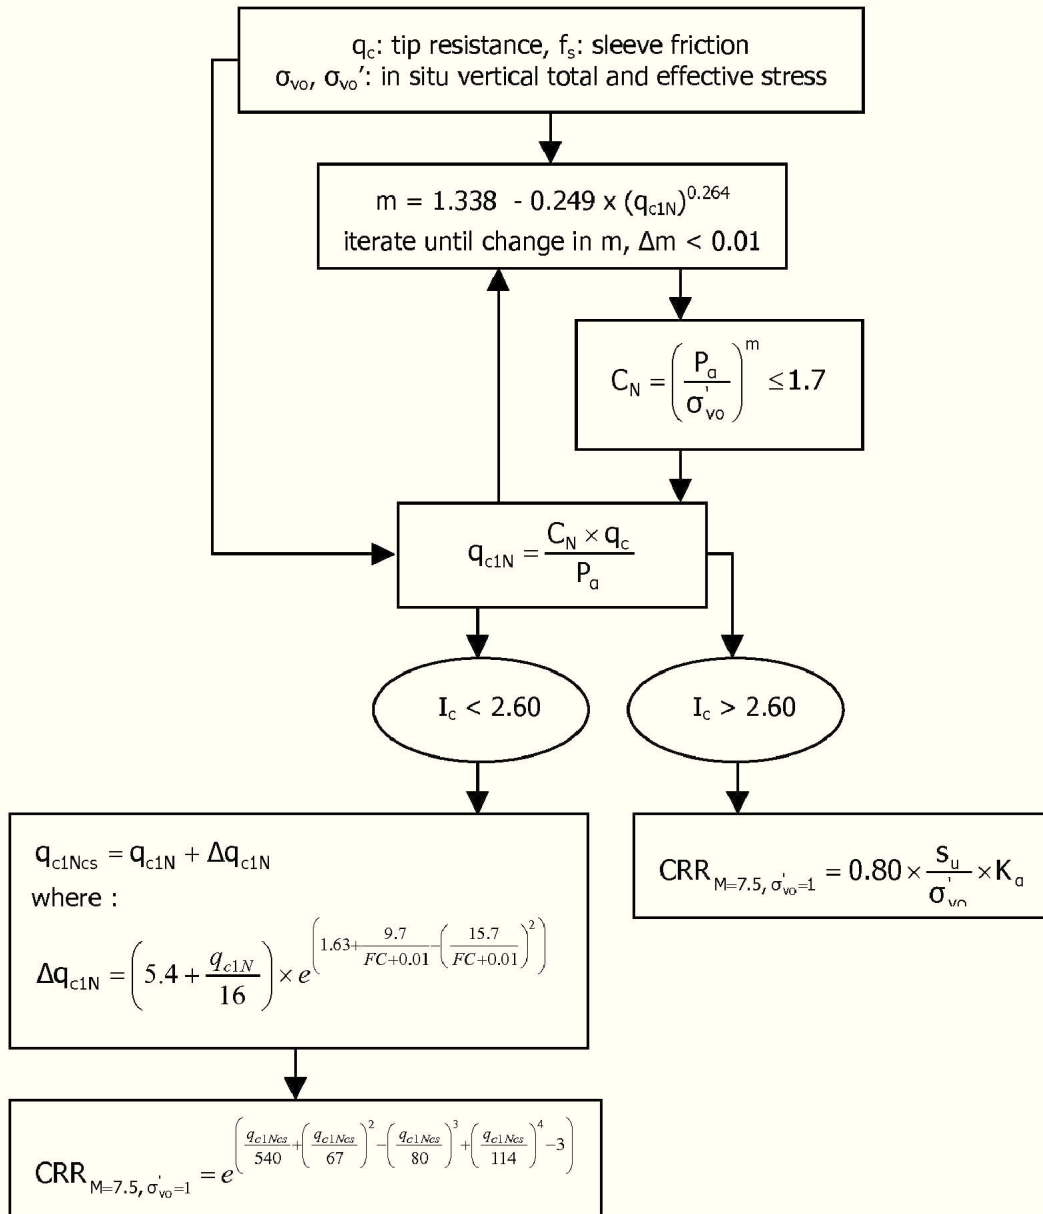 q_c: tip resistance, f_s: sleeve friction
σ_vo, σ_vo′: in situ vertical total and effective stress
m = 1.338 - 0.249 x (q_c1N)^0.264
iterate until change in m, Δm < 0.01
C_N = (P_a / σ'_vo)^m ≤ 1.7
q_c1N = (C_N × q_c) / P_a
I_c < 2.60
I_c > 2.60
q_c1Ncs = q_c1N + Δq_c1N
where :
Δq_c1N = (5.4 + q_c1N / 16) × e^(1.63 + 9.7 / (FC+0.01) − (15.7 / (FC+0.01))^2)
CRR_M=7.5, σ'_vo=1 = 0.80 × s_u / σ'_vo × K_α
CRR_M=7.5, σ'_vo=1 = e^(q_c1Ncs / 540 + (q_c1Ncs / 67)^2 − (q_c1Ncs / 80)^3 + (q_c1Ncs / 114)^4 − 3)